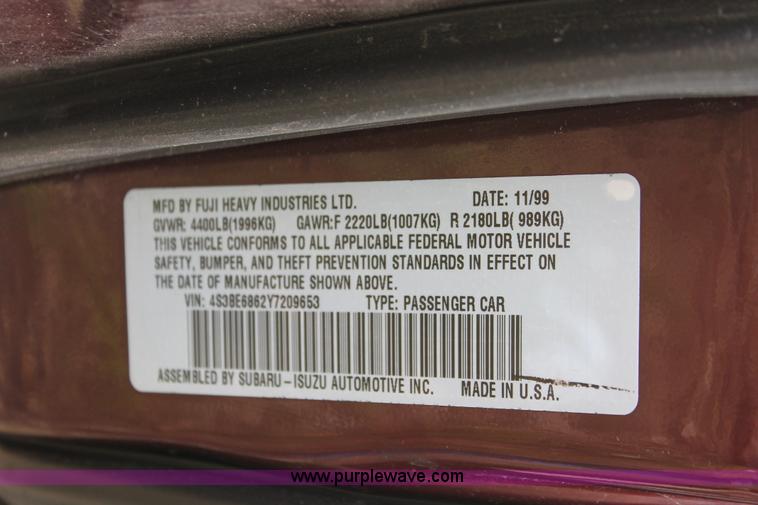 MFD BY FUJI HEAVY INDUSTRIES LTD. DATE: 11/99
GVWR: 4400LB(1996KG) GAWR:F 2220LB(1007KG) R 2180LB( 989KG)
THIS VEHICLE CONFORMS TO ALL APPLICABLE FEDERAL MOTOR VEHICLE
SAFETY, BUMPER, AND THEFT PREVENTION STANDARDS IN EFFECT ON
THE DATE OF MANUFACTURE SHOWN ABOVE.
VIN: 4S3BE6862Y7209653 TYPE: PASSENGER CAR
ASSEMBLED BY SUBARU-ISUZU AUTOMOTIVE INC. MADE IN U.S.A.
www.purplewave.com